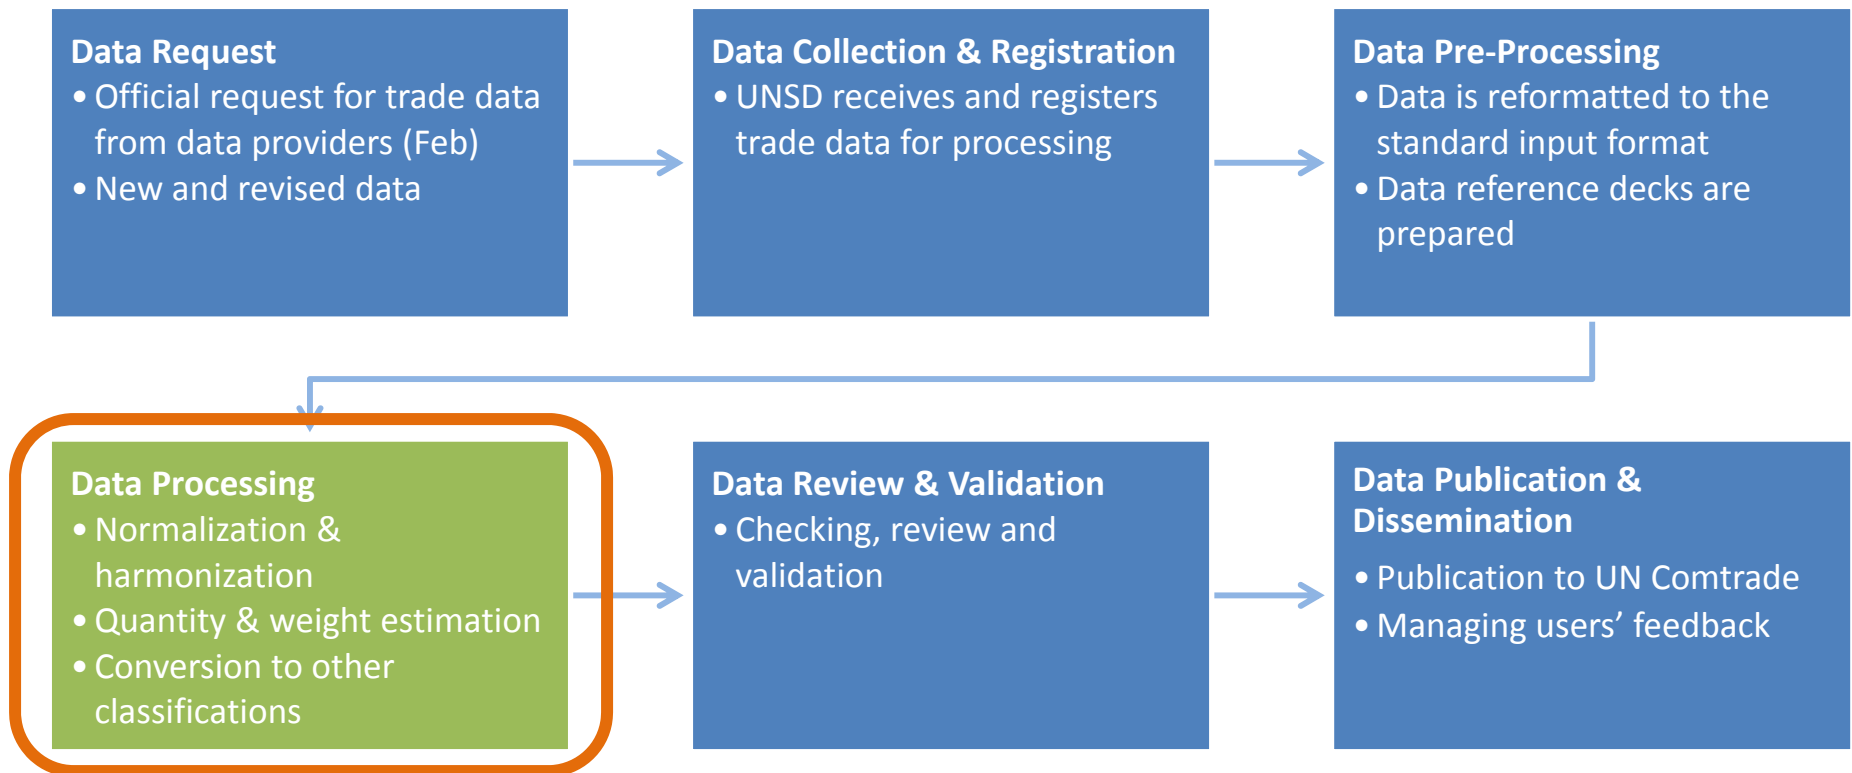 Data Request
• Official request for trade data
from data providers (Feb)
• New and revised data
Data Collection & Registration
• UNSD receives and registers
trade data for processing
Data Pre-Processing
• Data is reformatted to the
standard input format
• Data reference decks are
prepared
Data Processing
• Normalization &
harmonization
• Quantity & weight estimation
• Conversion to other
classifications
Data Review & Validation
• Checking, review and
validation
Data Publication &
Dissemination
• Publication to UN Comtrade
• Managing users’ feedback